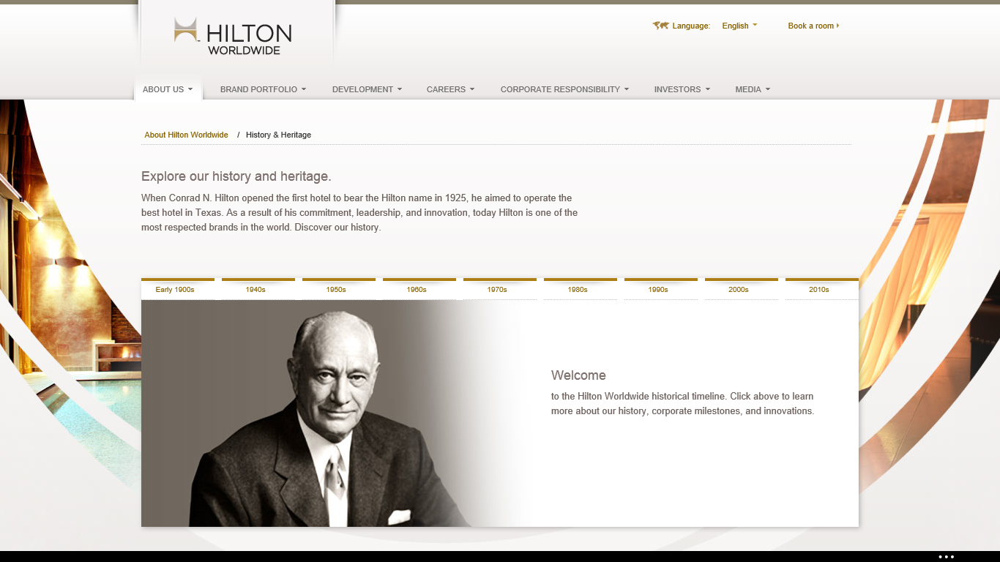 HILTON
WORLDWIDE
Language: English Book a room
ABOUT US BRAND PORTFOLIO DEVELOPMENT CAREERS CORPORATE RESPONSIBILITY INVESTORS MEDIA
About Hilton Worldwide / History & Heritage
Explore our history and heritage.
When Conrad N. Hilton opened the first hotel to bear the Hilton name in 1925, he aimed to operate the
best hotel in Texas. As a result of his commitment, leadership, and innovation, today Hilton is one of the
most respected brands in the world. Discover our history.
Early 1900s 1940s 1950s 1960s 1970s 1980s 1990s 2000s 2010s
Welcome
to the Hilton Worldwide historical timeline. Click above to learn
more about our history, corporate milestones, and innovations.